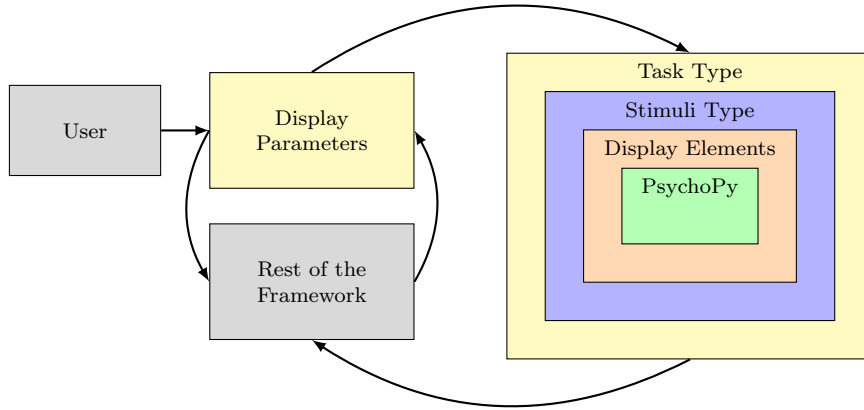 User
Display
Parameters
Rest of the
Framework
Task Type
Stimuli Type
Display Elements
PsychoPy